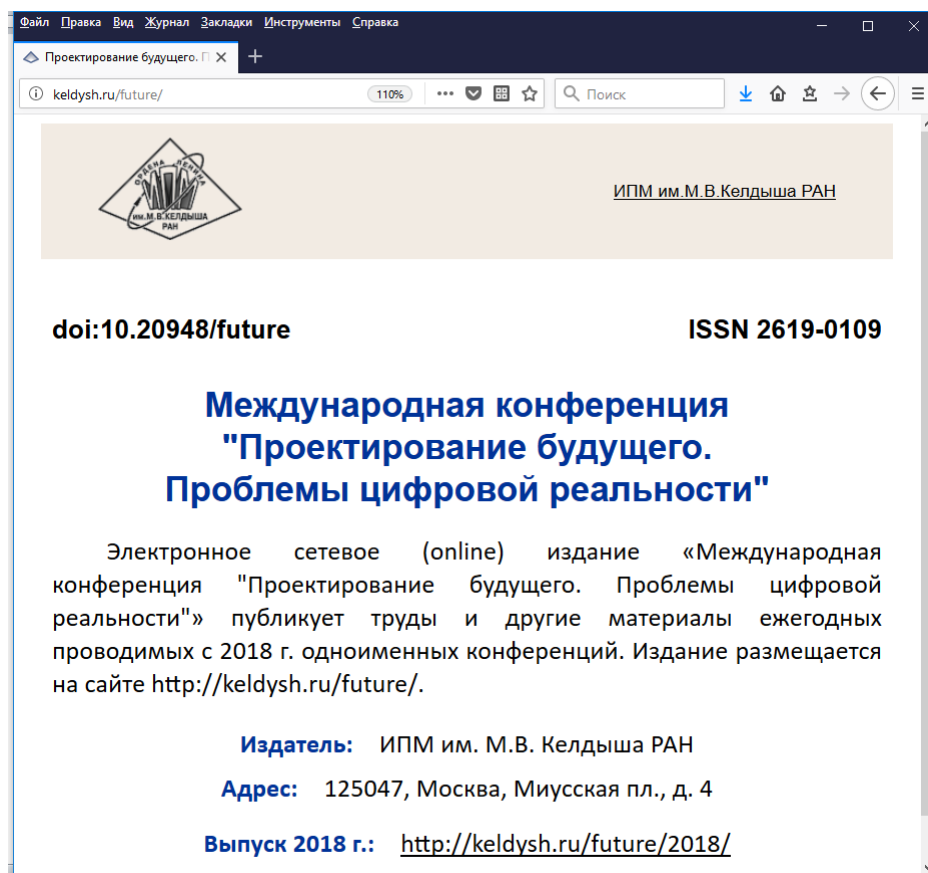 Файл Правка Вид Журнал Закладки Инструменты Справка
Проектирование будущего. П
keldysh.ru/future/ 110% Поиск
ОРДЕНА ЛЕНИНА
ИПМ
им.М.В.КЕЛДЫША
РАН
ИПМ им.М.В.Келдыша РАН
doi:10.20948/future ISSN 2619-0109
Международная конференция
"Проектирование будущего.
Проблемы цифровой реальности"
Электронное сетевое (online) издание «Международная
конференция "Проектирование будущего. Проблемы цифровой
реальности"» публикует труды и другие материалы ежегодных
проводимых с 2018 г. одноименных конференций. Издание размещается
на сайте http://keldysh.ru/future/.
Издатель: ИПМ им. М.В. Келдыша РАН
Адрес: 125047, Москва, Миусская пл., д. 4
Выпуск 2018 г.: http://keldysh.ru/future/2018/